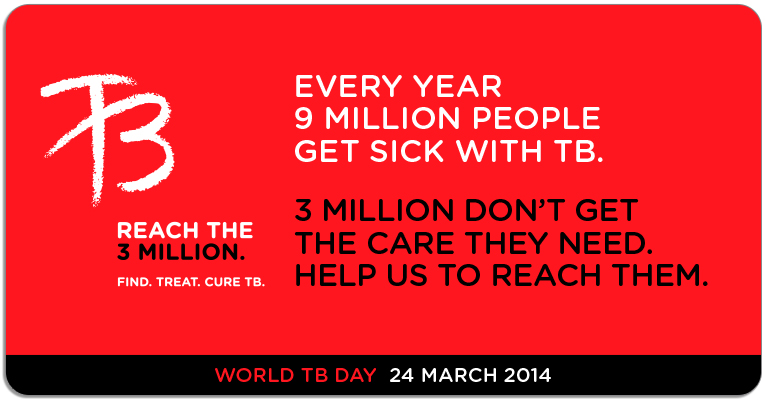 TB
REACH THE
3 MILLION.
FIND. TREAT. CURE TB.
EVERY YEAR
9 MILLION PEOPLE
GET SICK WITH TB.
3 MILLION DON'T GET
THE CARE THEY NEED.
HELP US TO REACH THEM.
WORLD TB DAY 24 MARCH 2014